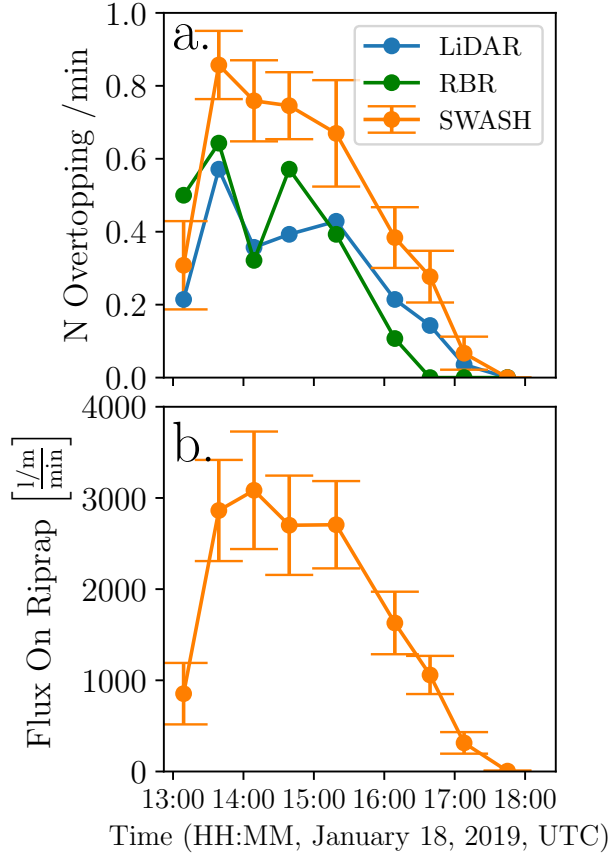 a.
LiDAR
RBR
SWASH
1.0
0.8
0.6
0.4
0.2
0.0
N Overtopping /min
b.
4000
3000
2000
1000
0
Flux On Riprap [l/m/min]
13:00 14:00 15:00 16:00 17:00 18:00
Time (HH:MM, January 18, 2019, UTC)